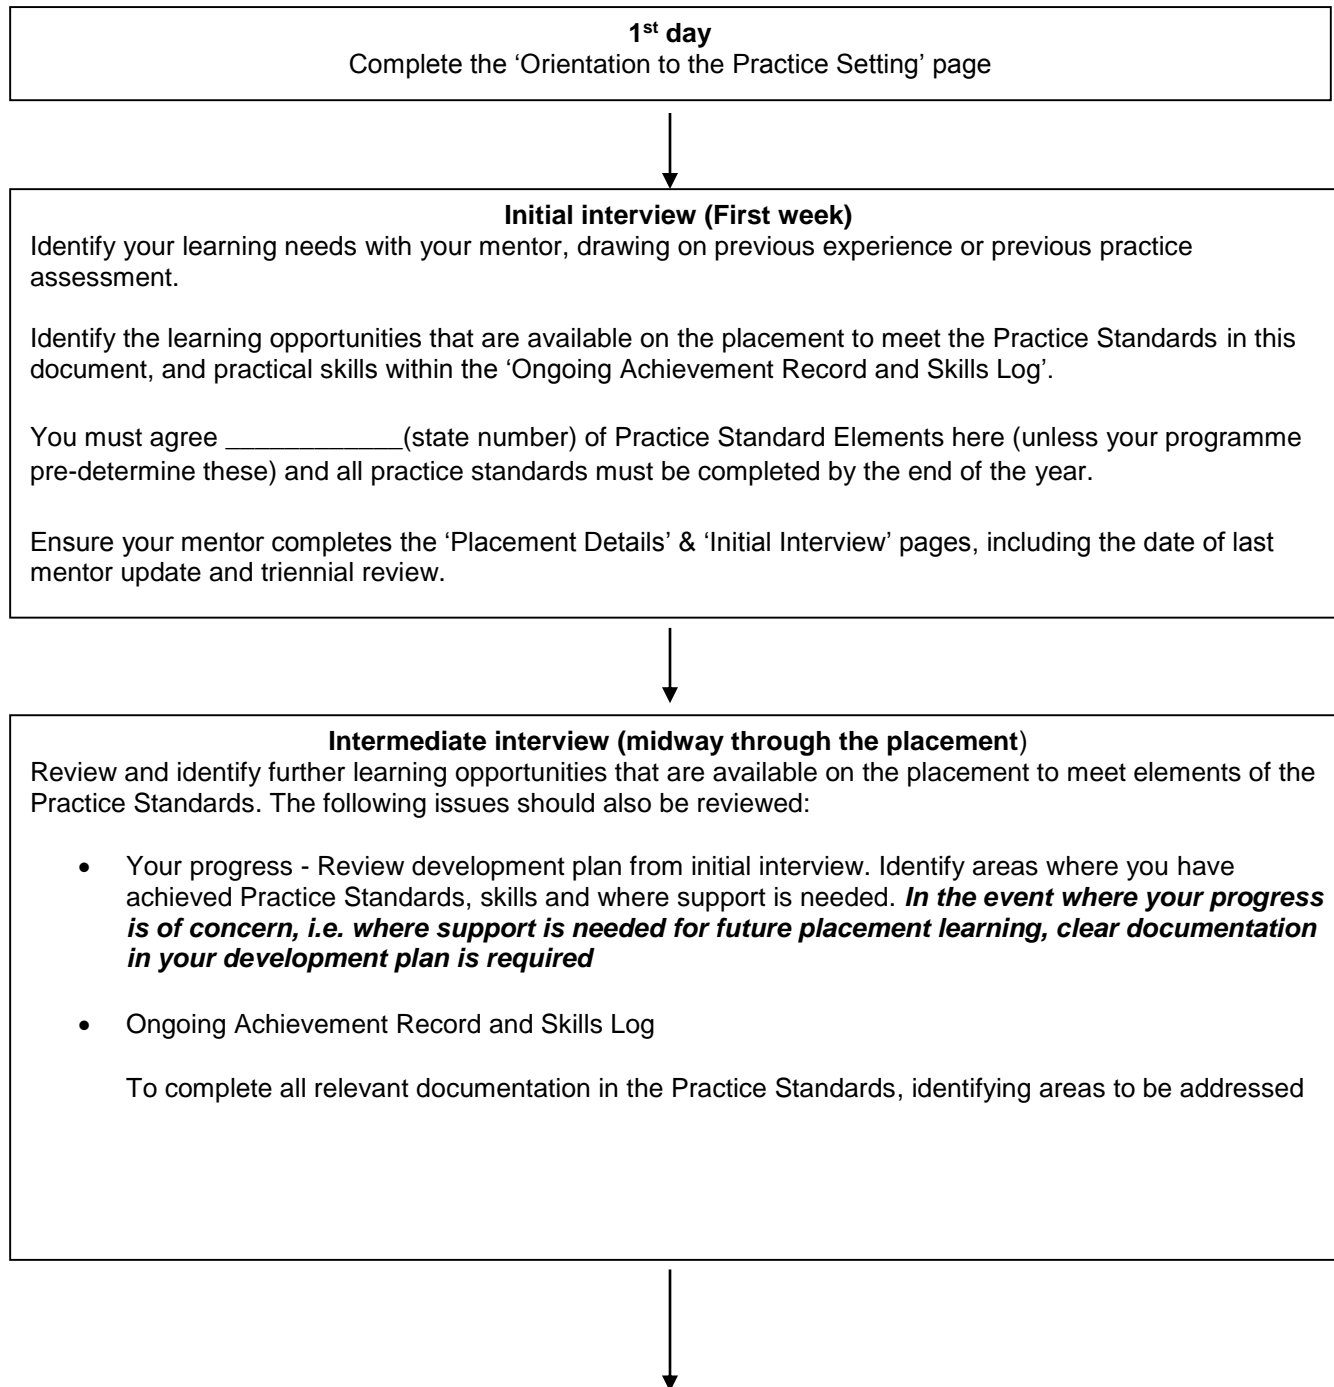 1st day
Complete the ‘Orientation to the Practice Setting’ page
Initial interview (First week)
Identify your learning needs with your mentor, drawing on previous experience or previous practice
assessment.
Identify the learning opportunities that are available on the placement to meet the Practice Standards in this
document, and practical skills within the ‘Ongoing Achievement Record and Skills Log’.
You must agree ____________(state number) of Practice Standard Elements here (unless your programme
pre-determine these) and all practice standards must be completed by the end of the year.
Ensure your mentor completes the ‘Placement Details’ & ‘Initial Interview’ pages, including the date of last
mentor update and triennial review.
Intermediate interview (midway through the placement)
Review and identify further learning opportunities that are available on the placement to meet elements of the
Practice Standards. The following issues should also be reviewed:
• Your progress - Review development plan from initial interview. Identify areas where you have
achieved Practice Standards, skills and where support is needed. In the event where your progress
is of concern, i.e. where support is needed for future placement learning, clear documentation
in your development plan is required
• Ongoing Achievement Record and Skills Log
To complete all relevant documentation in the Practice Standards, identifying areas to be addressed